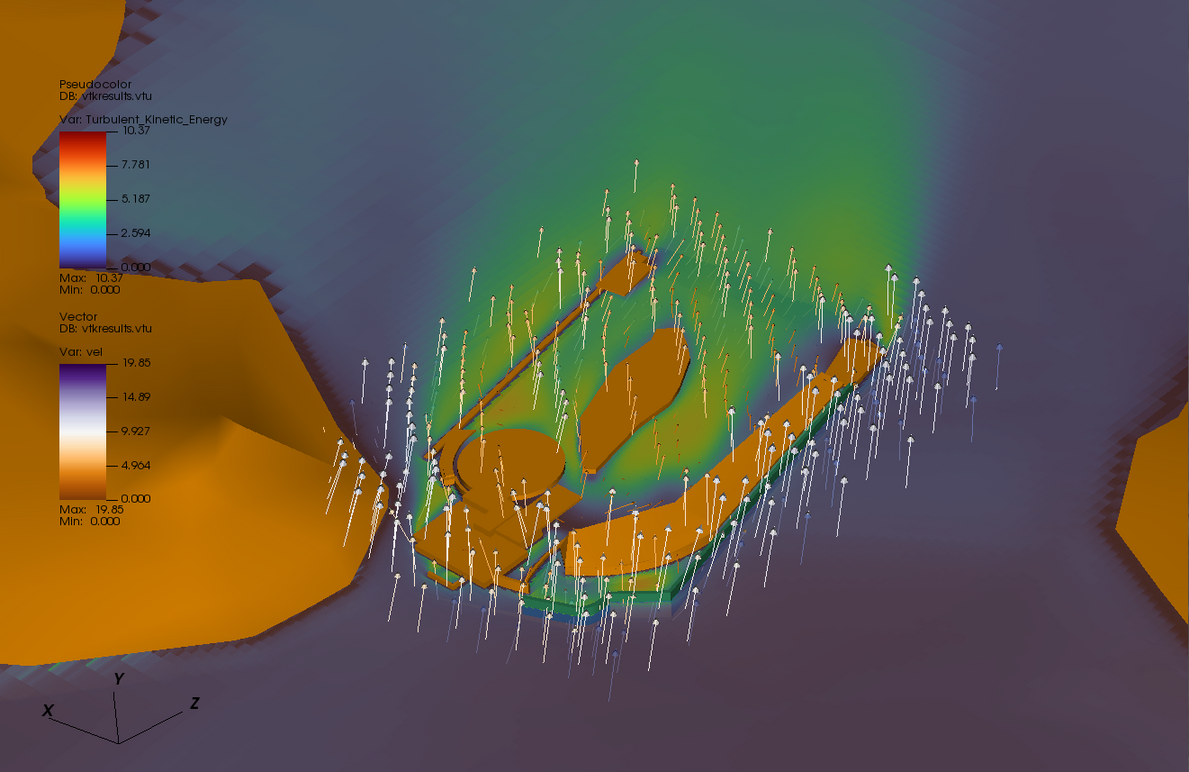 Pseudocolor
DB: vtkresults.vtu
Var: Turbulent_Kinetic_Energy
10.37
7.781
5.187
2.594
0.000
Max: 10.37
Min: 0.000
Vector
DB: vtkresults.vtu
Var: vel
19.85
14.89
9.927
4.964
0.000
Max: 19.85
Min: 0.000
Y
X
Z